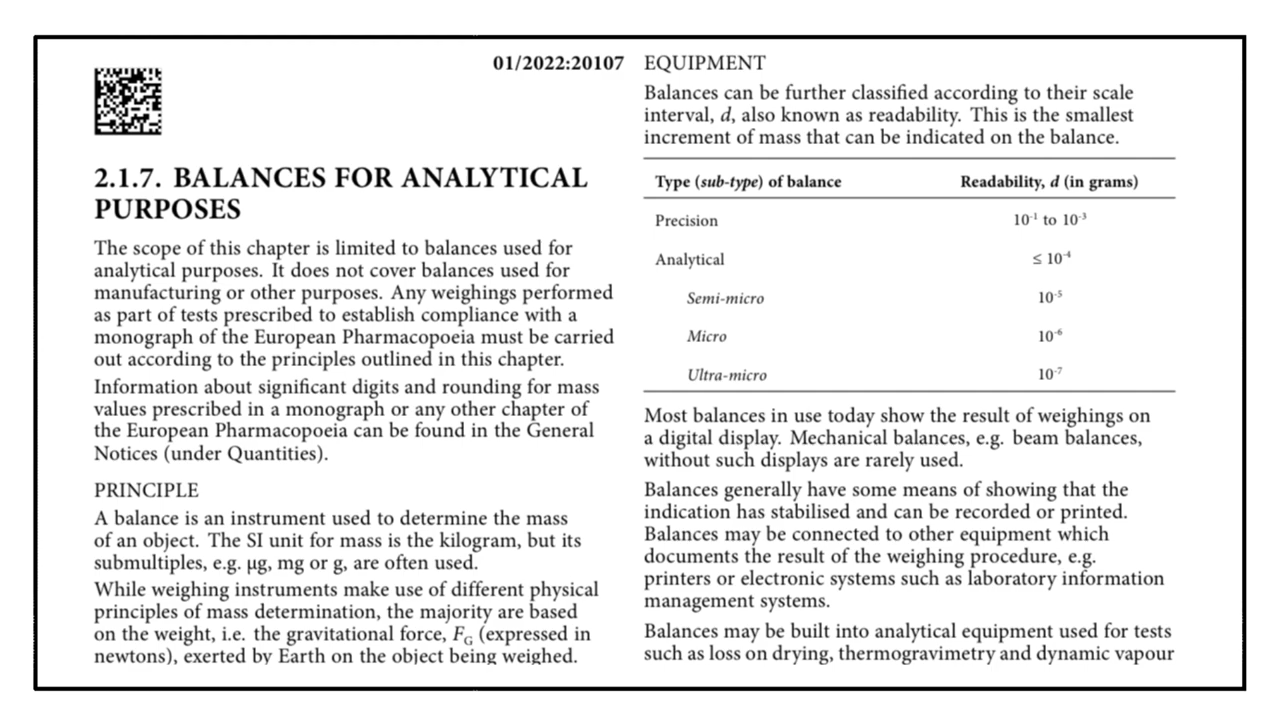 01/2022:20107
2.1.7. BALANCES FOR ANALYTICAL
PURPOSES
The scope of this chapter is limited to balances used for
analytical purposes. It does not cover balances used for
manufacturing or other purposes. Any weighings performed
as part of tests prescribed to establish compliance with a
monograph of the European Pharmacopoeia must be carried
out according to the principles outlined in this chapter.
Information about significant digits and rounding for mass
values prescribed in a monograph or any other chapter of
the European Pharmacopoeia can be found in the General
Notices (under Quantities).
PRINCIPLE
A balance is an instrument used to determine the mass
of an object. The SI unit for mass is the kilogram, but its
submultiples, e.g. μg, mg or g, are often used.
While weighing instruments make use of different physical
principles of mass determination, the majority are based
on the weight, i.e. the gravitational force, F_G (expressed in
newtons), exerted by Earth on the object being weighed.
EQUIPMENT
Balances can be further classified according to their scale
interval, d, also known as readability. This is the smallest
increment of mass that can be indicated on the balance.
Type (sub-type) of balance Readability, d (in grams)
Precision 10⁻¹ to 10⁻³
Analytical ≤ 10⁻⁴
Semi-micro 10⁻⁵
Micro 10⁻⁶
Ultra-micro 10⁻⁷
Most balances in use today show the result of weighings on
a digital display. Mechanical balances, e.g. beam balances,
without such displays are rarely used.
Balances generally have some means of showing that the
indication has stabilised and can be recorded or printed.
Balances may be connected to other equipment which
documents the result of the weighing procedure, e.g.
printers or electronic systems such as laboratory information
management systems.
Balances may be built into analytical equipment used for tests
such as loss on drying, thermogravimetry and dynamic vapour